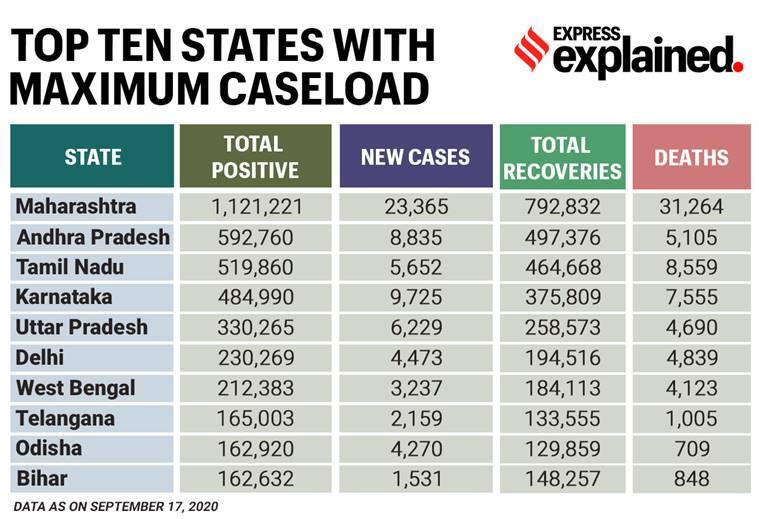 TOP TEN STATES WITH
MAXIMUM CASELOAD
EXPRESS
explained.
STATE TOTAL POSITIVE NEW CASES TOTAL RECOVERIES DEATHS
Maharashtra 1,121,221 23,365 792,832 31,264
Andhra Pradesh 592,760 8,835 497,376 5,105
Tamil Nadu 519,860 5,652 464,668 8,559
Karnataka 484,990 9,725 375,809 7,555
Uttar Pradesh 330,265 6,229 258,573 4,690
Delhi 230,269 4,473 194,516 4,839
West Bengal 212,383 3,237 184,113 4,123
Telangana 165,003 2,159 133,555 1,005
Odisha 162,920 4,270 129,859 709
Bihar 162,632 1,531 148,257 848
DATA AS ON SEPTEMBER 17, 2020